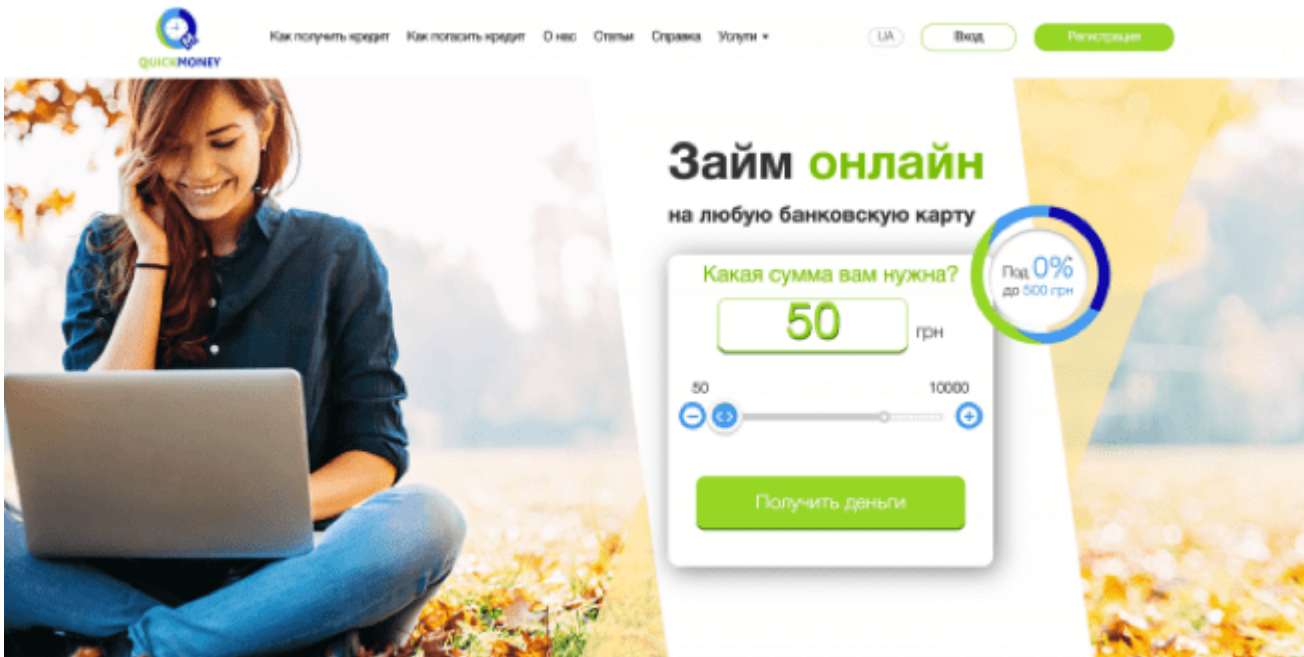 QUICKMONEY
Как получить кредит Как погасить кредит О нас Статьи Справка Услуги UA Вход Регистрация
Займ онлайн
на любую банковскую карту
Под 0%
до 500 грн
Какая сумма вам нужна?
50 грн
50 10000
Получить деньги